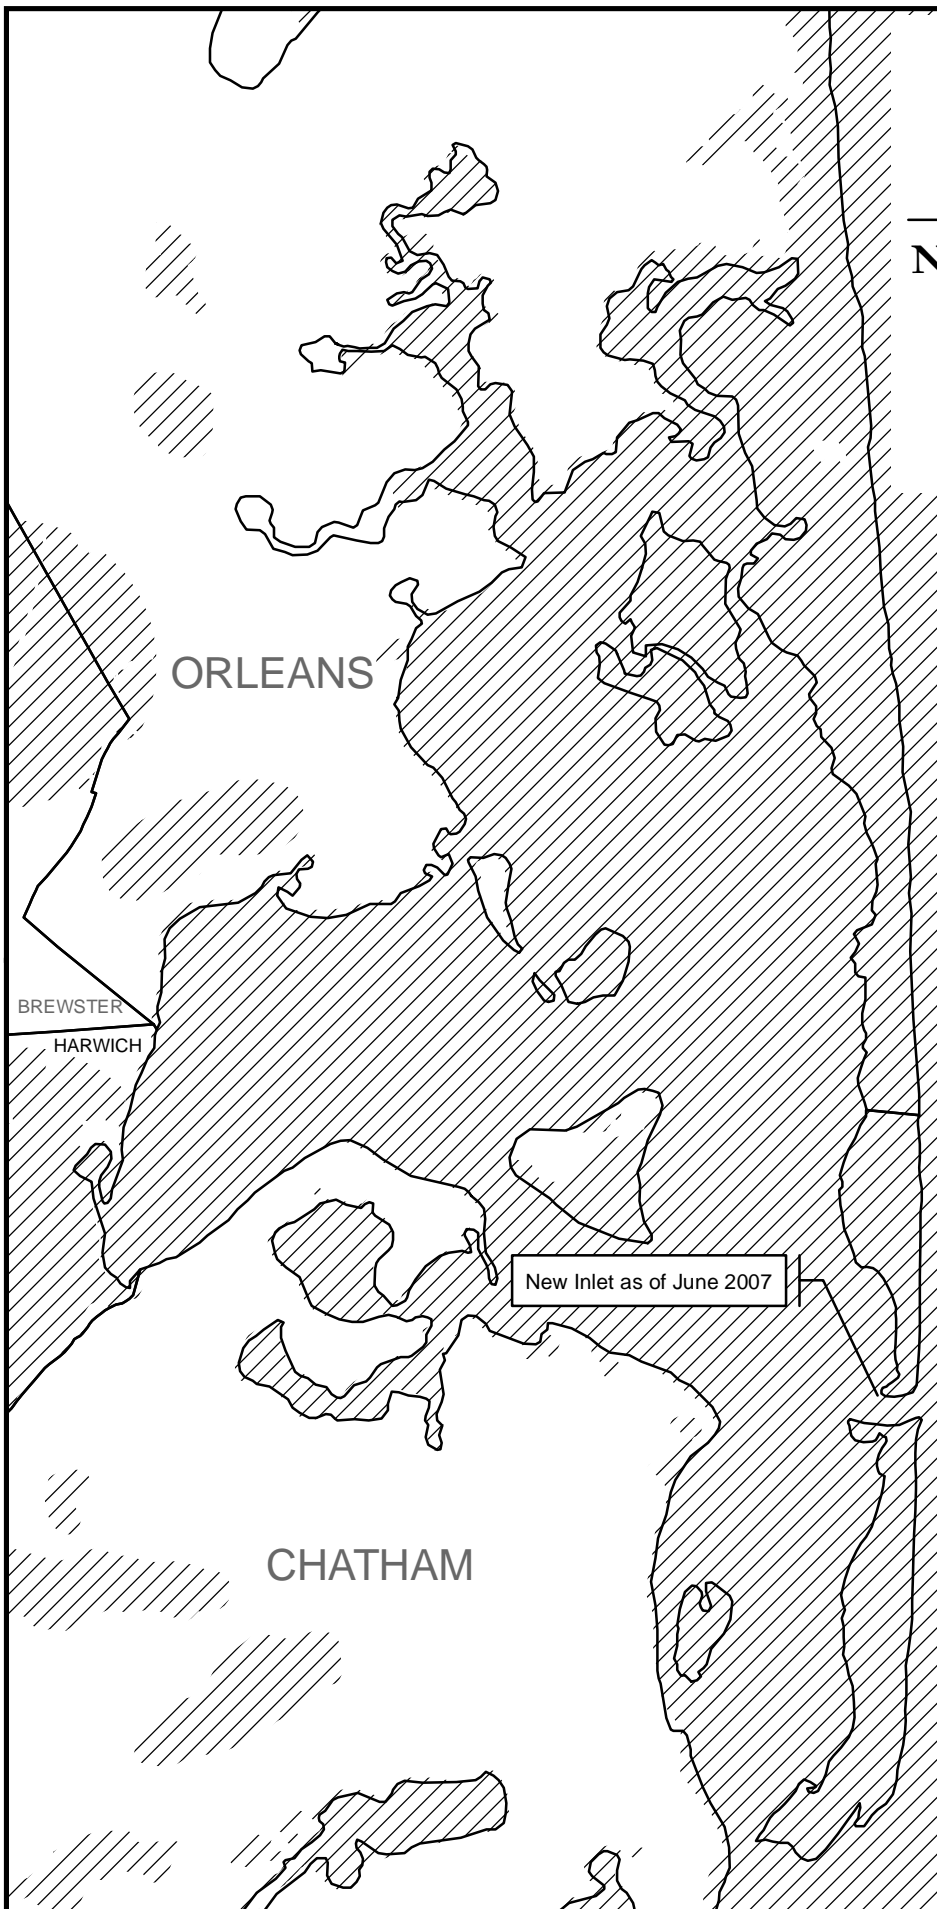 N
ORLEANS
BREWSTER
HARWICH
New Inlet as of June 2007
CHATHAM